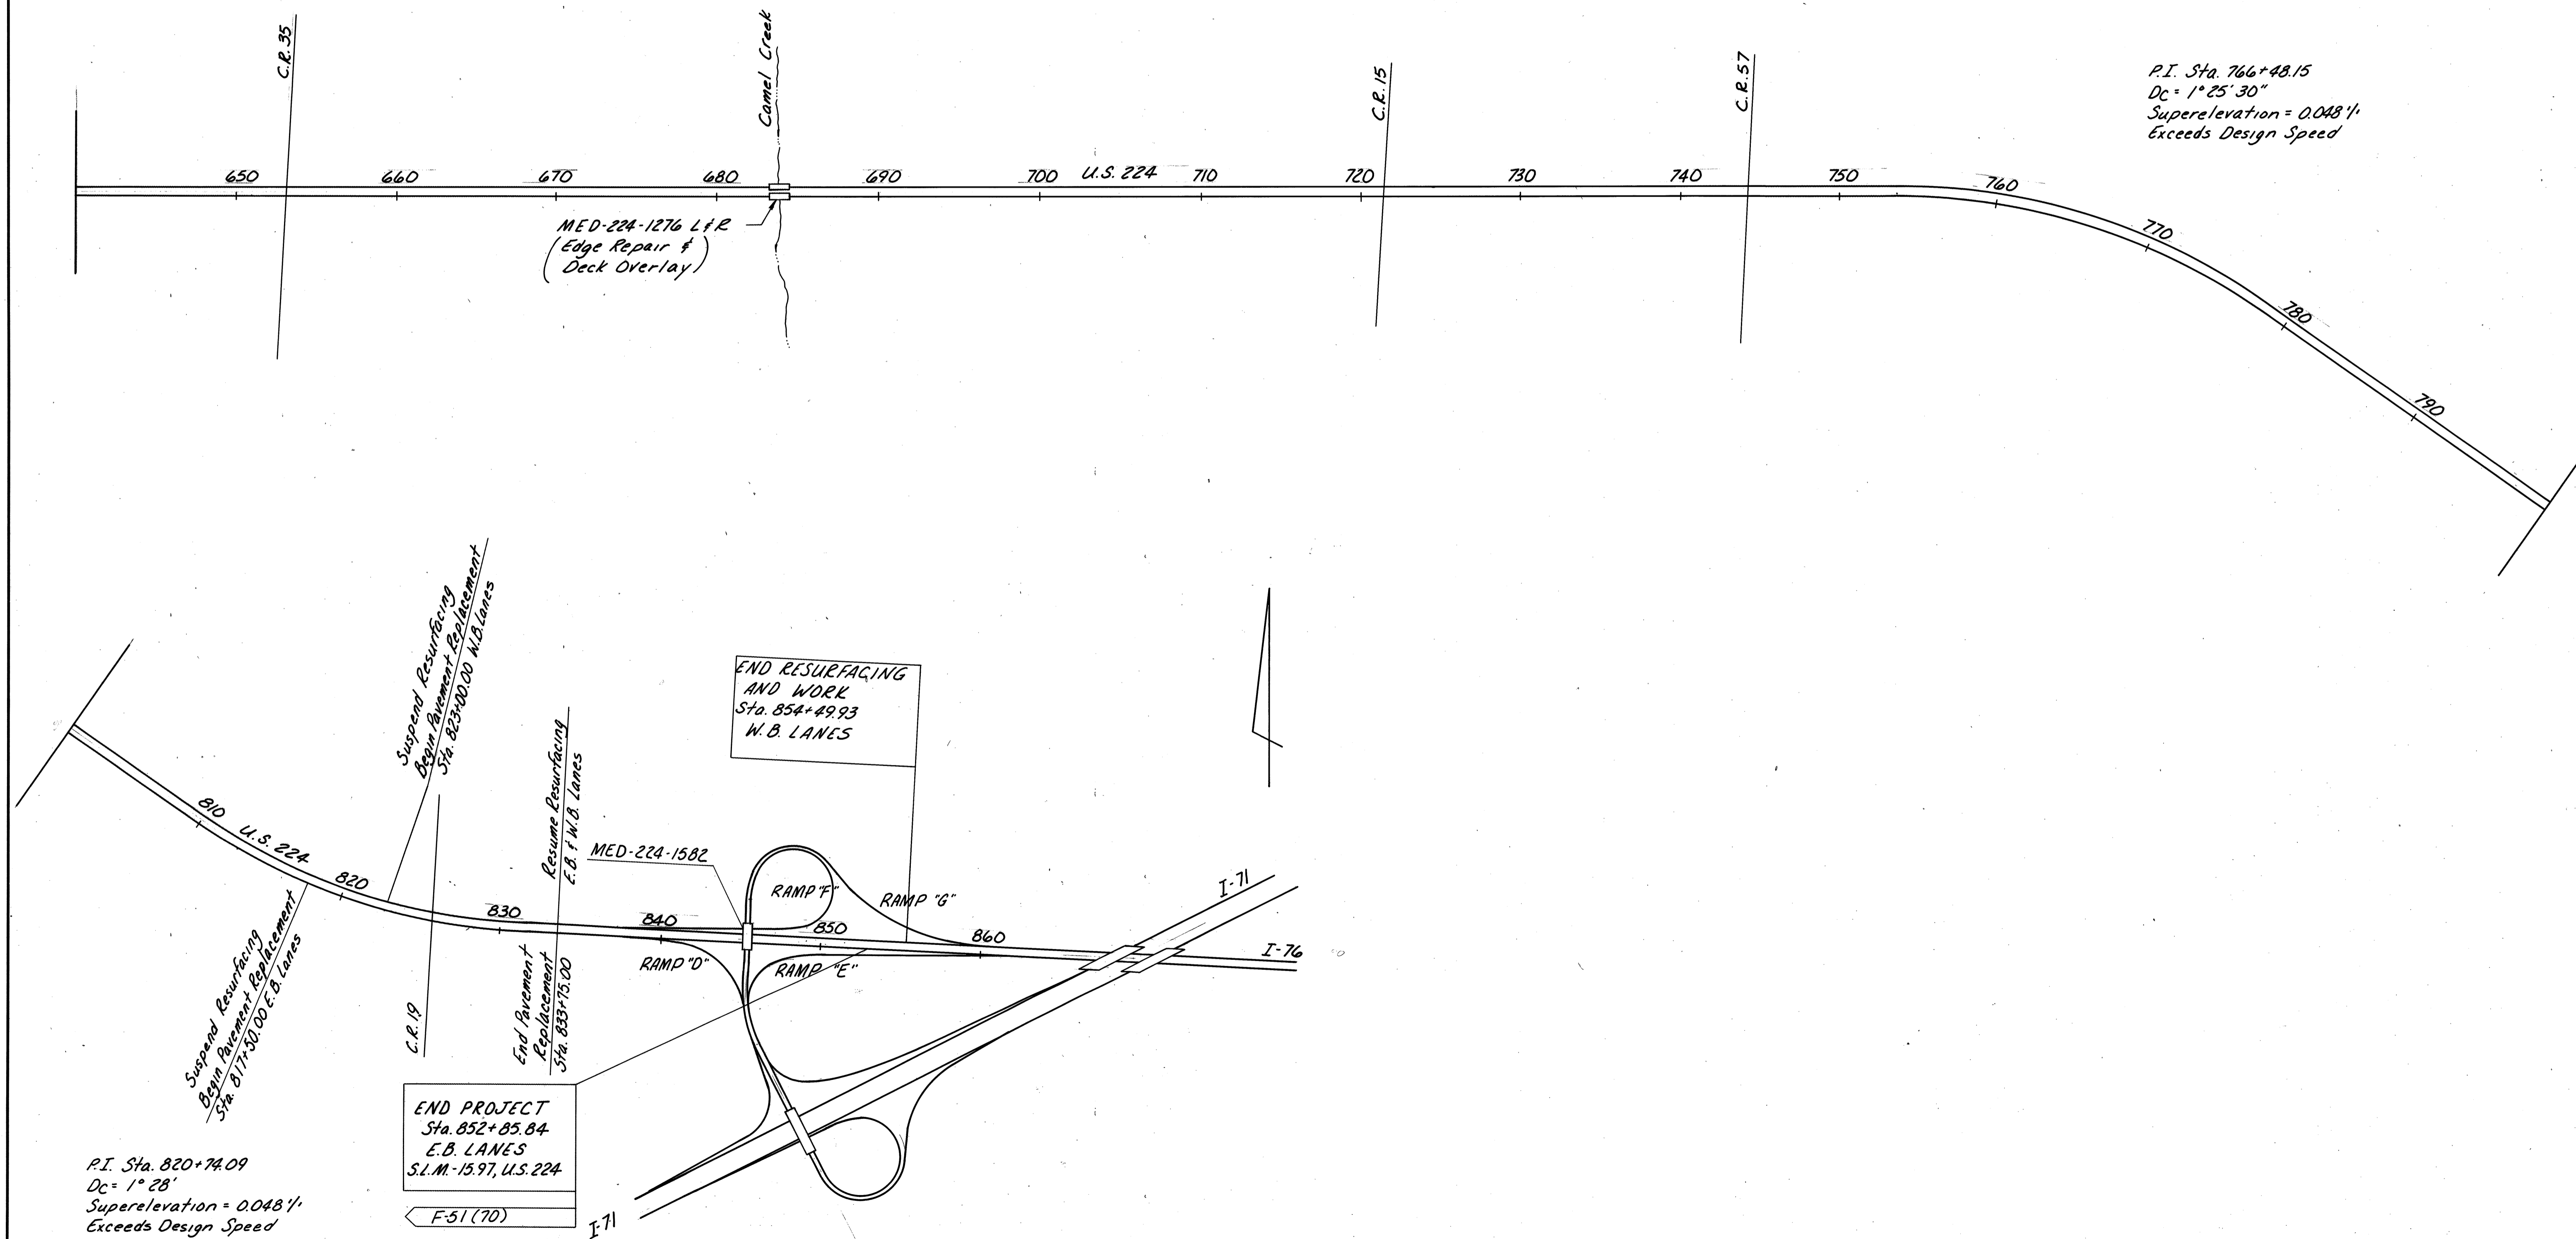 C.R. 35
Camel Creek
C.R. 15
C.R. 57
P.I. Sta. 766+48.15
Dc = 1° 25' 30"
Superelevation = 0.048 '/'
Exceeds Design Speed
650
660
670
680
690
700
U.S. 224
710
720
730
740
750
760
770
780
790
MED-224-1276 L & R
(Edge Repair &
Deck Overlay)
Suspend Resurfacing
Begin Pavement Replacement
Sta. 823+00.00 W.B. Lanes
Resume Resurfacing
E.B. & W.B. Lanes
END RESURFACING
AND WORK
Sta. 854+49.93
W.B. LANES
MED-224-1582
810
U.S. 224
820
830
840
850
860
RAMP "F"
RAMP "G"
RAMP "D"
RAMP "E"
I-71
I-76
Suspend Resurfacing
Begin Pavement Replacement
Sta. 817+50.00 E.B. Lanes
C.R. 19
End Pavement
Replacement
Sta. 833+75.00
END PROJECT
Sta. 852+85.84
E.B. LANES
S.L.M.-15.97, U.S. 224
F-51 (70)
I-71
P.I. Sta. 820+74.09
Dc = 1° 28'
Superelevation = 0.048 '/'
Exceeds Design Speed